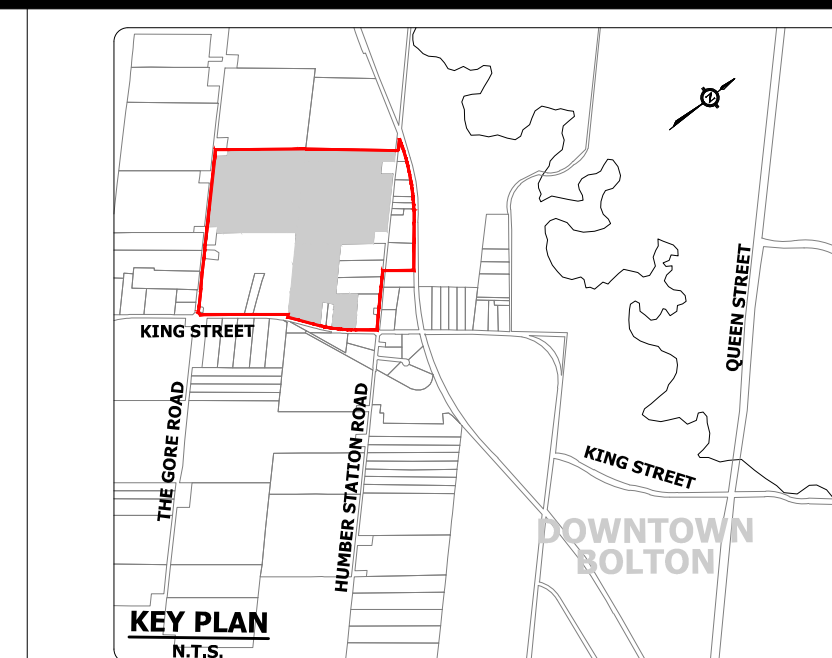 N
KING STREET
QUEEN STREET
THE GORE ROAD
HUMBER STATION ROAD
KING STREET
DOWNTOWN
BOLTON
KEY PLAN
N.T.S.